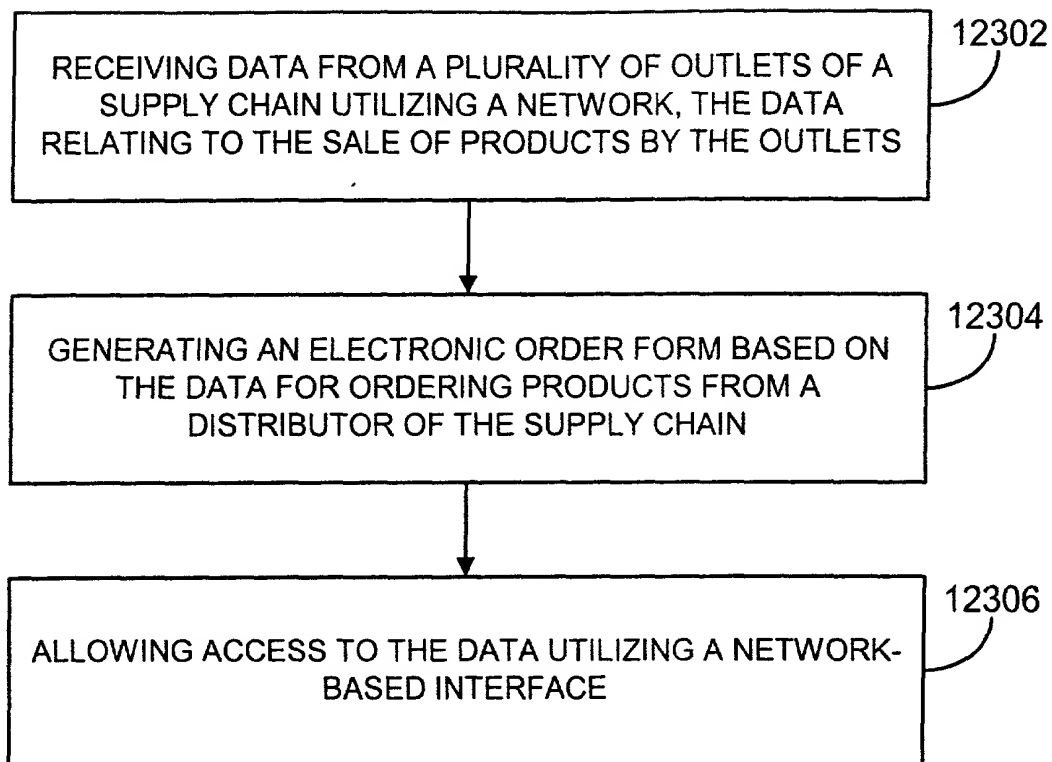 12302
RECEIVING DATA FROM A PLURALITY OF OUTLETS OF A
SUPPLY CHAIN UTILIZING A NETWORK, THE DATA
RELATING TO THE SALE OF PRODUCTS BY THE OUTLETS
12304
GENERATING AN ELECTRONIC ORDER FORM BASED ON
THE DATA FOR ORDERING PRODUCTS FROM A
DISTRIBUTOR OF THE SUPPLY CHAIN
12306
ALLOWING ACCESS TO THE DATA UTILIZING A NETWORK-
BASED INTERFACE